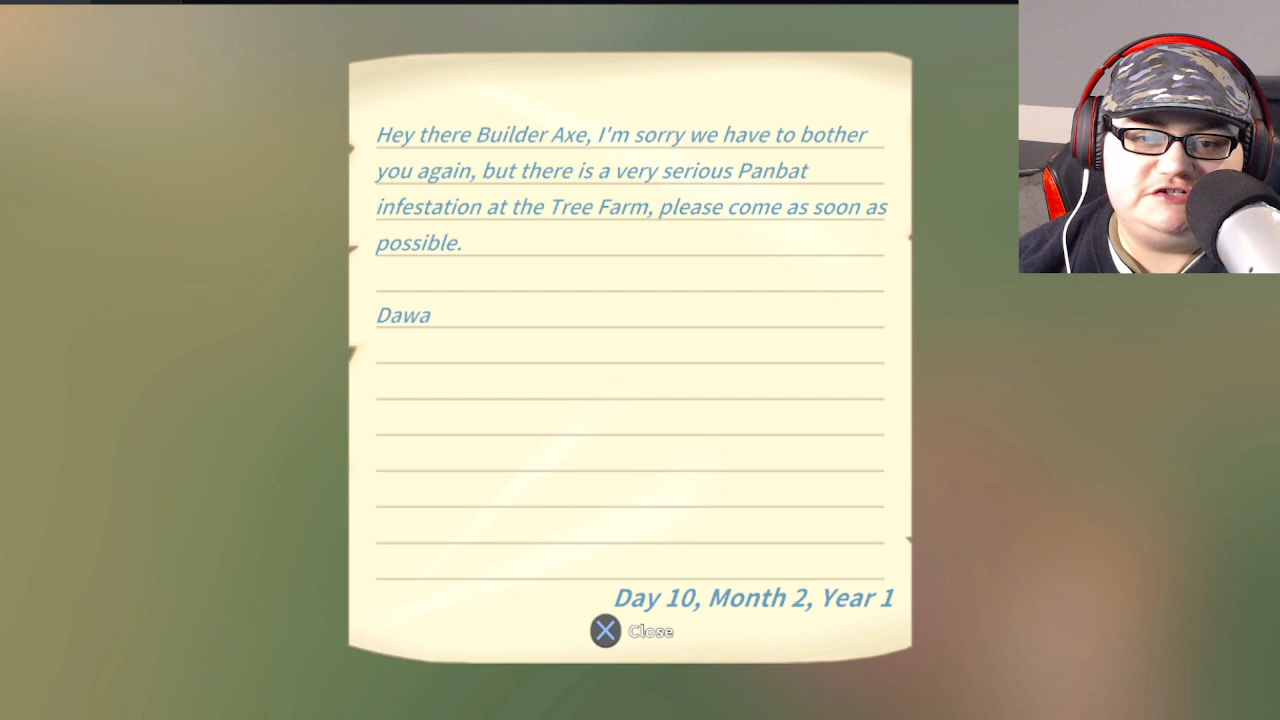 Hey there Builder Axe, I'm sorry we have to bother
you again, but there is a very serious Panbat
infestation at the Tree Farm, please come as soon as
possible.
Dawa
Day 10, Month 2, Year 1
Close